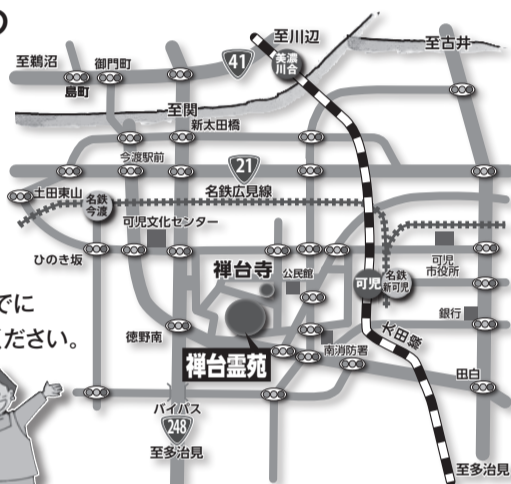 の
至川辺
至鵜沼
御門町
41
美濃
川合
至古井
島町
至関
新太田橋
今渡駅前
21
土田東山
名鉄
今渡
名鉄広見線
可児文化センター
ひのき坂
禅台寺
公民館
可児
名鉄
新可児
可児
市役所
でに
ください。
徳野南
銀行
禅台霊苑
南消防署
太田線
田白
バイパス
248
至多治見
至多治見